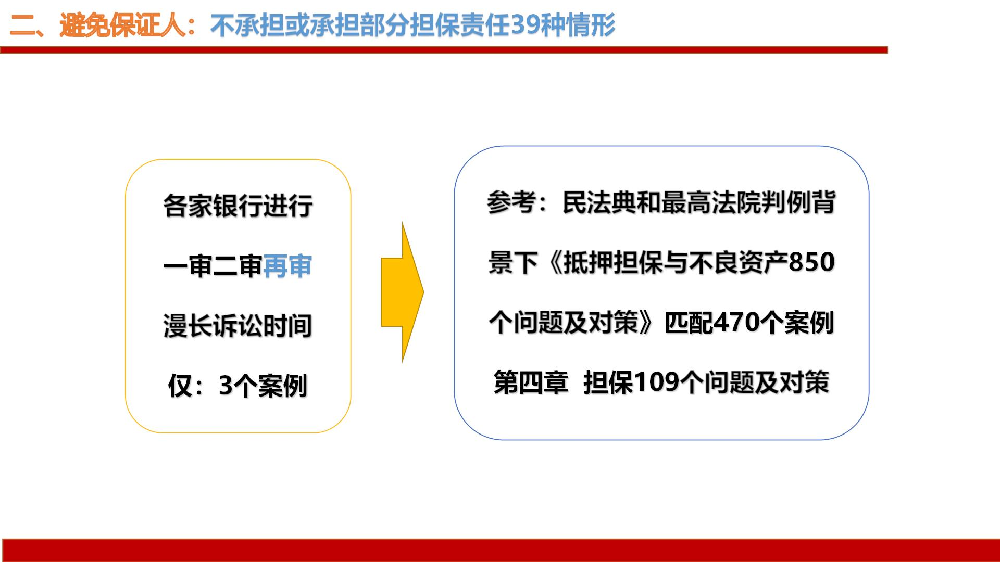 二、避免保证人：不承担或承担部分担保责任39种情形
各家银行进行
一审二审再审
漫长诉讼时间
仅：3个案例
参考：民法典和最高法院判例背
景下《抵押担保与不良资产850
个问题及对策》匹配470个案例
第四章 担保109个问题及对策